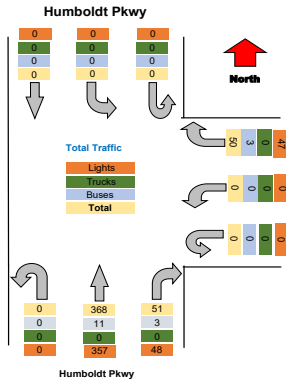 Humboldt Pkwy
0 0 0
0 0 0
0 0 0
0 0 0
North
50 3 0 47
Total Traffic
Lights
Trucks
Buses
Total
0 0 0 0
0 0 0 0
0 368 51
0 11 3
0 0 0
0 357 48
Humboldt Pkwy